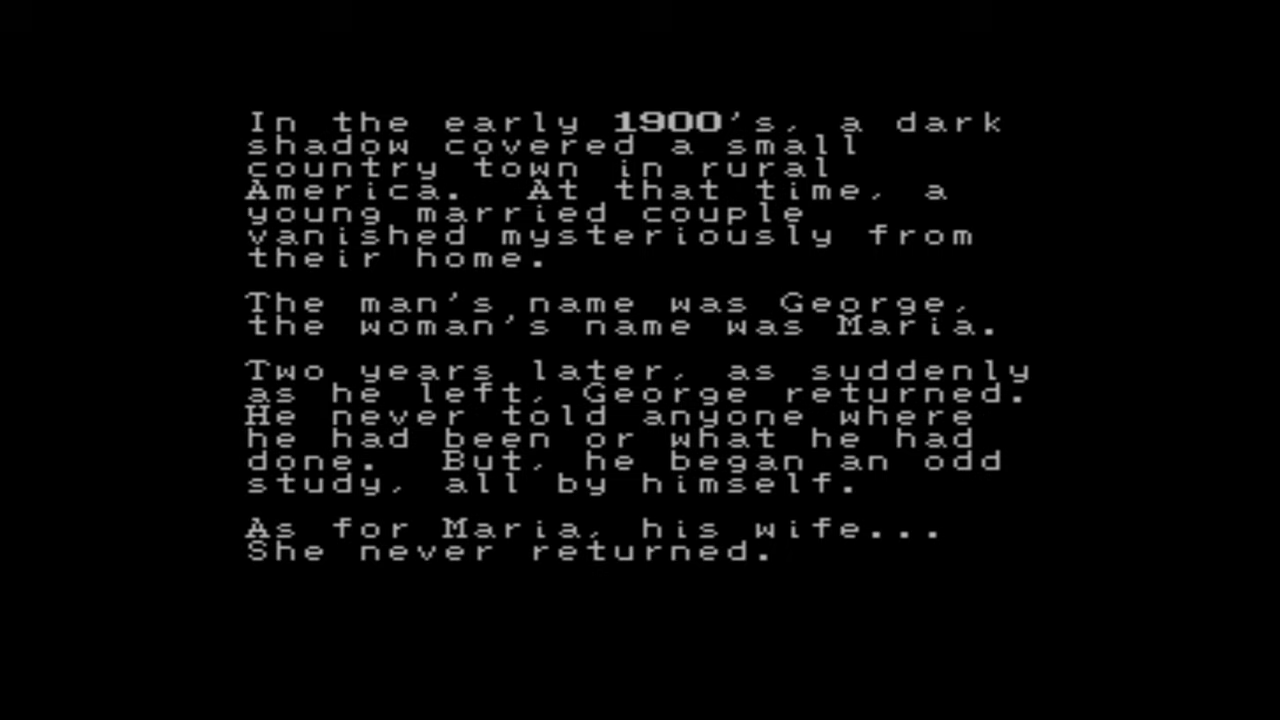 In the early 1900's, a dark
shadow covered a small
country town in rural
America.  At that time, a
young married couple
vanished mysteriously from
their home.
The man's name was George,
the woman's name was Maria.
Two years later, as suddenly
as he left, George returned.
He never told anyone where
he had been or what he had
done.  But, he began an odd
study, all by himself.
As for Maria, his wife...
She never returned.